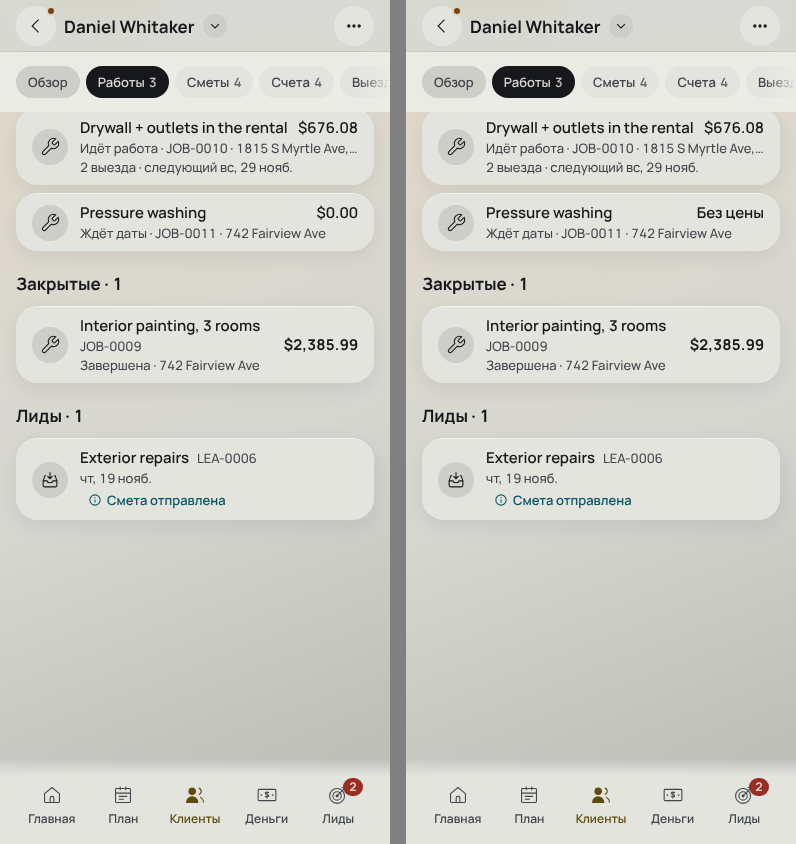 Daniel Whitaker
Обзор Работы 3 Сметы 4 Счета 4
Drywall + outlets in the rental $676.08
Идёт работа · JOB-0010 · 1815 S Myrtle Ave,...
2 выезда · следующий вс, 29 нояб.
Pressure washing $0.00
Ждёт даты · JOB-0011 · 742 Fairview Ave
Закрытые · 1
Interior painting, 3 rooms
JOB-0009 $2,385.99
Завершена · 742 Fairview Ave
Лиды · 1
Exterior repairs LEA-0006
чт, 19 нояб.
Смета отправлена
2
Главная План Клиенты Деньги Лиды
Daniel Whitaker
Обзор Работы 3 Сметы 4 Счета 4
Drywall + outlets in the rental $676.08
Идёт работа · JOB-0010 · 1815 S Myrtle Ave,...
2 выезда · следующий вс, 29 нояб.
Pressure washing Без цены
Ждёт даты · JOB-0011 · 742 Fairview Ave
Закрытые · 1
Interior painting, 3 rooms
JOB-0009 $2,385.99
Завершена · 742 Fairview Ave
Лиды · 1
Exterior repairs LEA-0006
чт, 19 нояб.
Смета отправлена
2
Главная План Клиенты Деньги Лиды